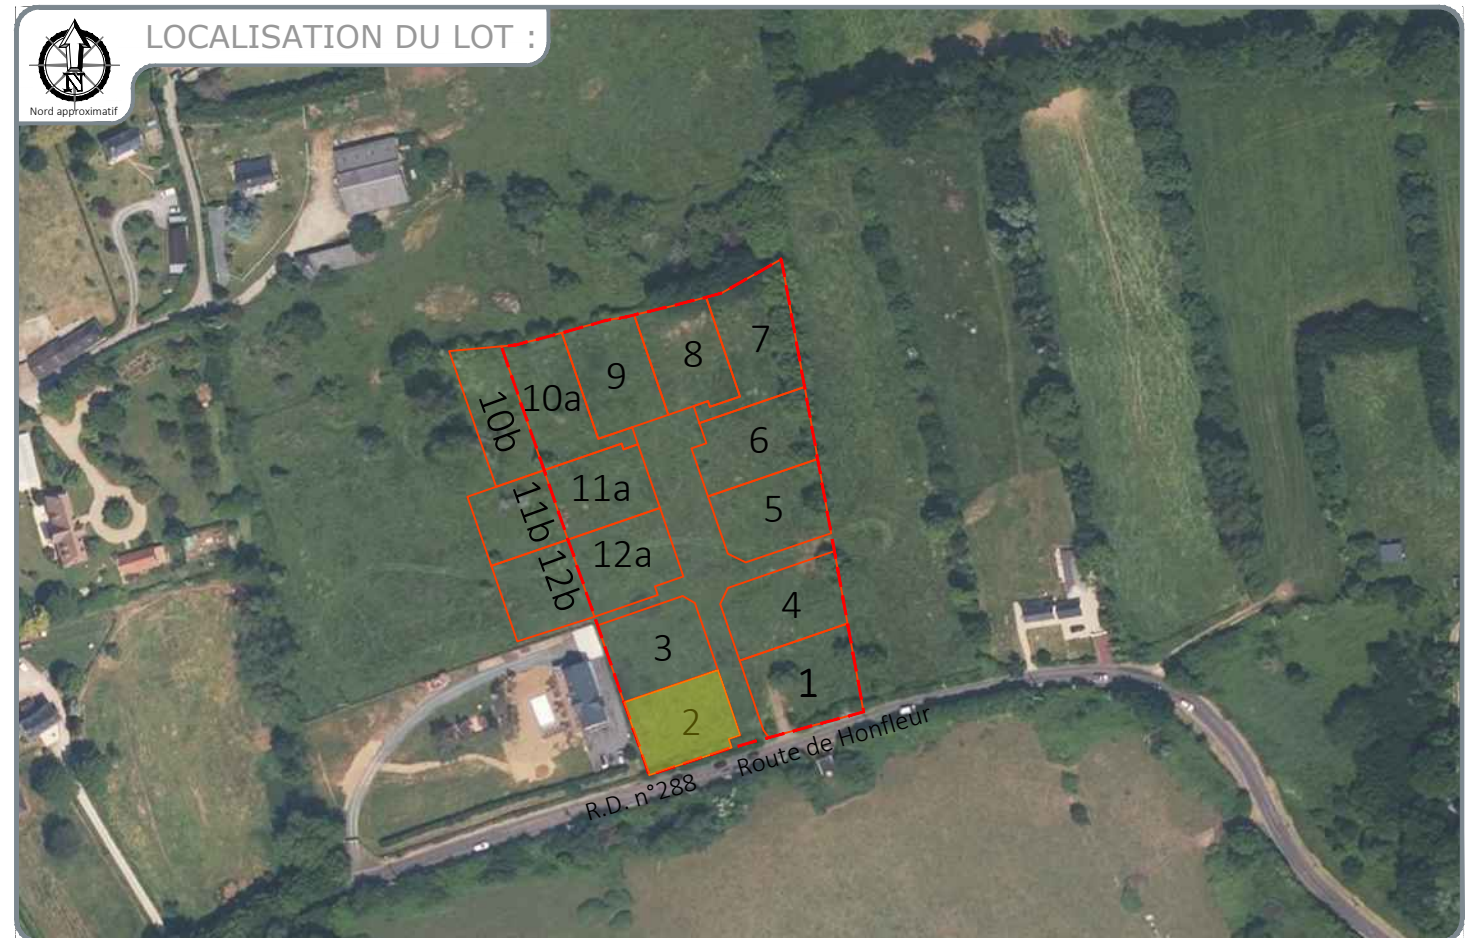 LOCALISATION DU LOT :
N
Nord approximatif
7
8
9
10a
10b
6
11a
11b
5
12a
12b
4
3
1
2
Route de Honfleur
R.D. n°288